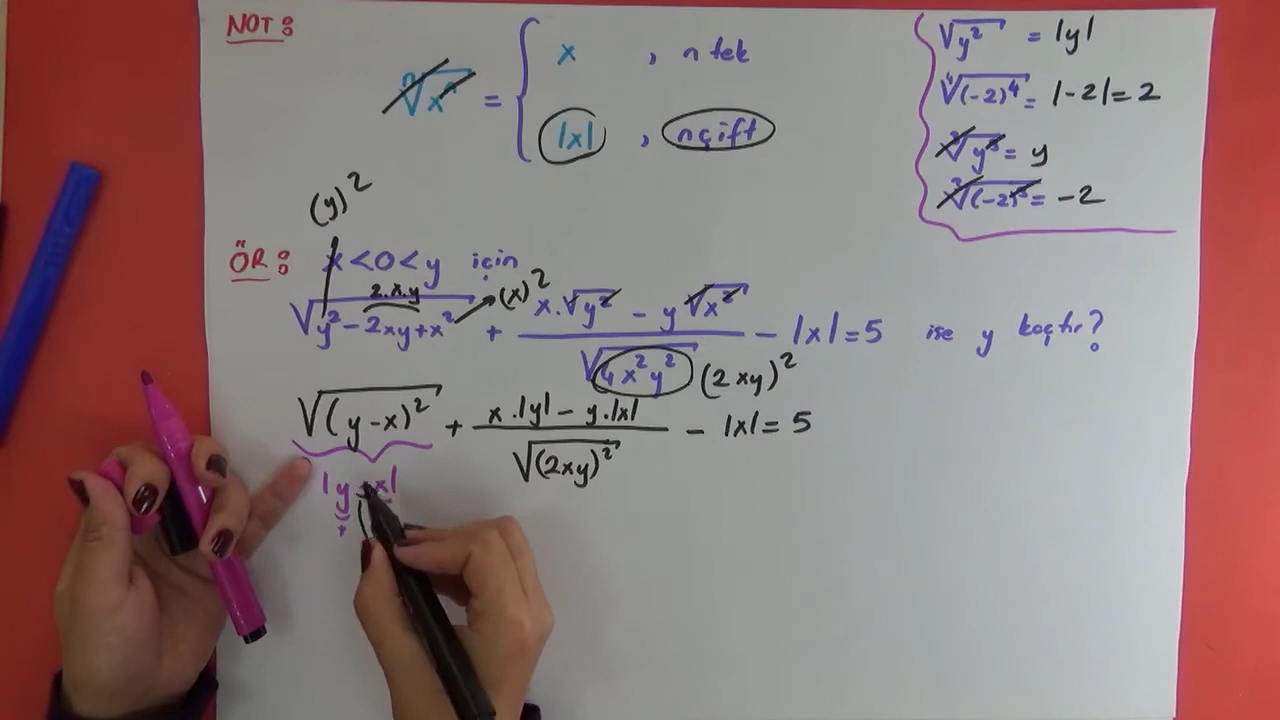 NOT:
ⁿ√xⁿ = { x , n tek
|x| , n çift
√y² = |y|
⁴√(-2)⁴ = |-2| = 2
³√y³ = y
³√(-2)³ = -2
(y)²
ÖR: x<0<y için
2.x.y (x)²
√y²-2xy+x² + x.√y² - y√x² / √4x²y² - |x|=5 ise y kaçtır?
(2xy)²
√(y-x)² + x.|y| - y.|x| / √(2xy)² - |x| = 5
|y-x|
+